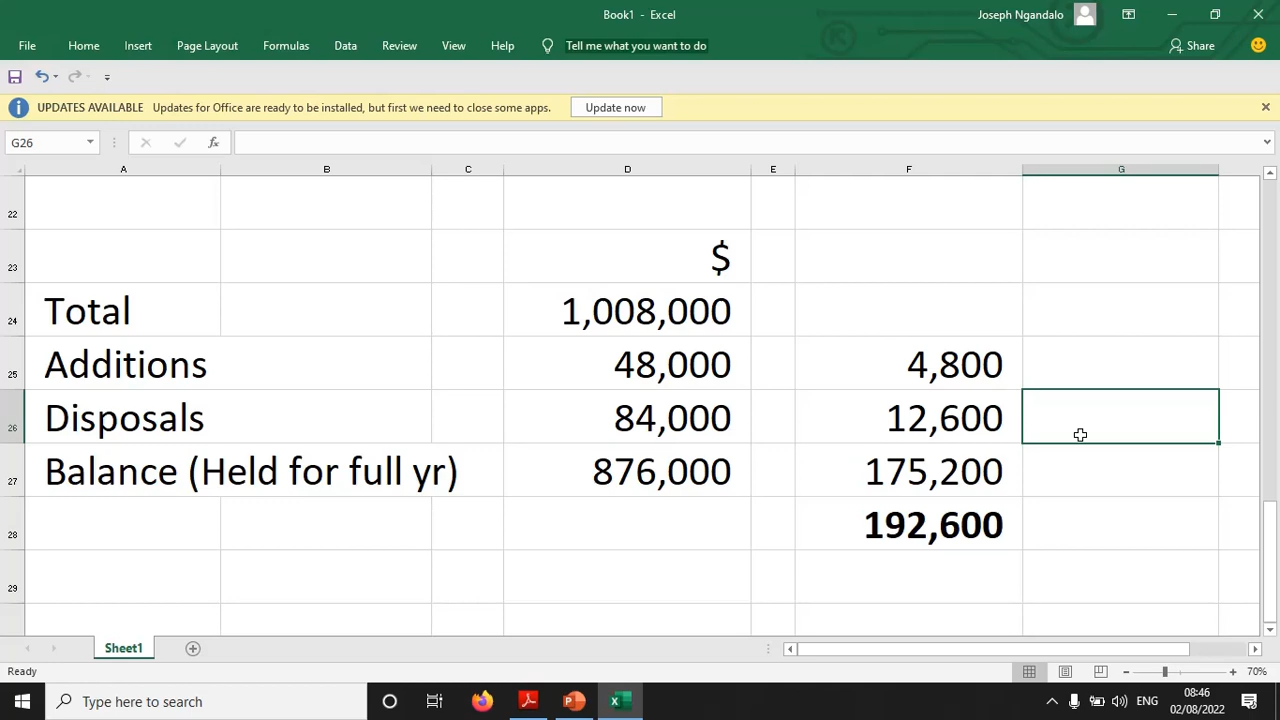 Book1 - Excel
Joseph Ngandalo
File Home Insert Page Layout Formulas Data Review View Help Tell me what you want to do Share
UPDATES AVAILABLE Updates for Office are ready to be installed, but first we need to close some apps. Update now
G26 fx
A B C D E F G
22
23 $
24 Total 1,008,000
25 Additions 48,000 4,800
26 Disposals 84,000 12,600
27 Balance (Held for full yr) 876,000 175,200
28 192,600
29
Sheet1
Ready 70%
Type here to search
ENG
08:46
02/08/2022